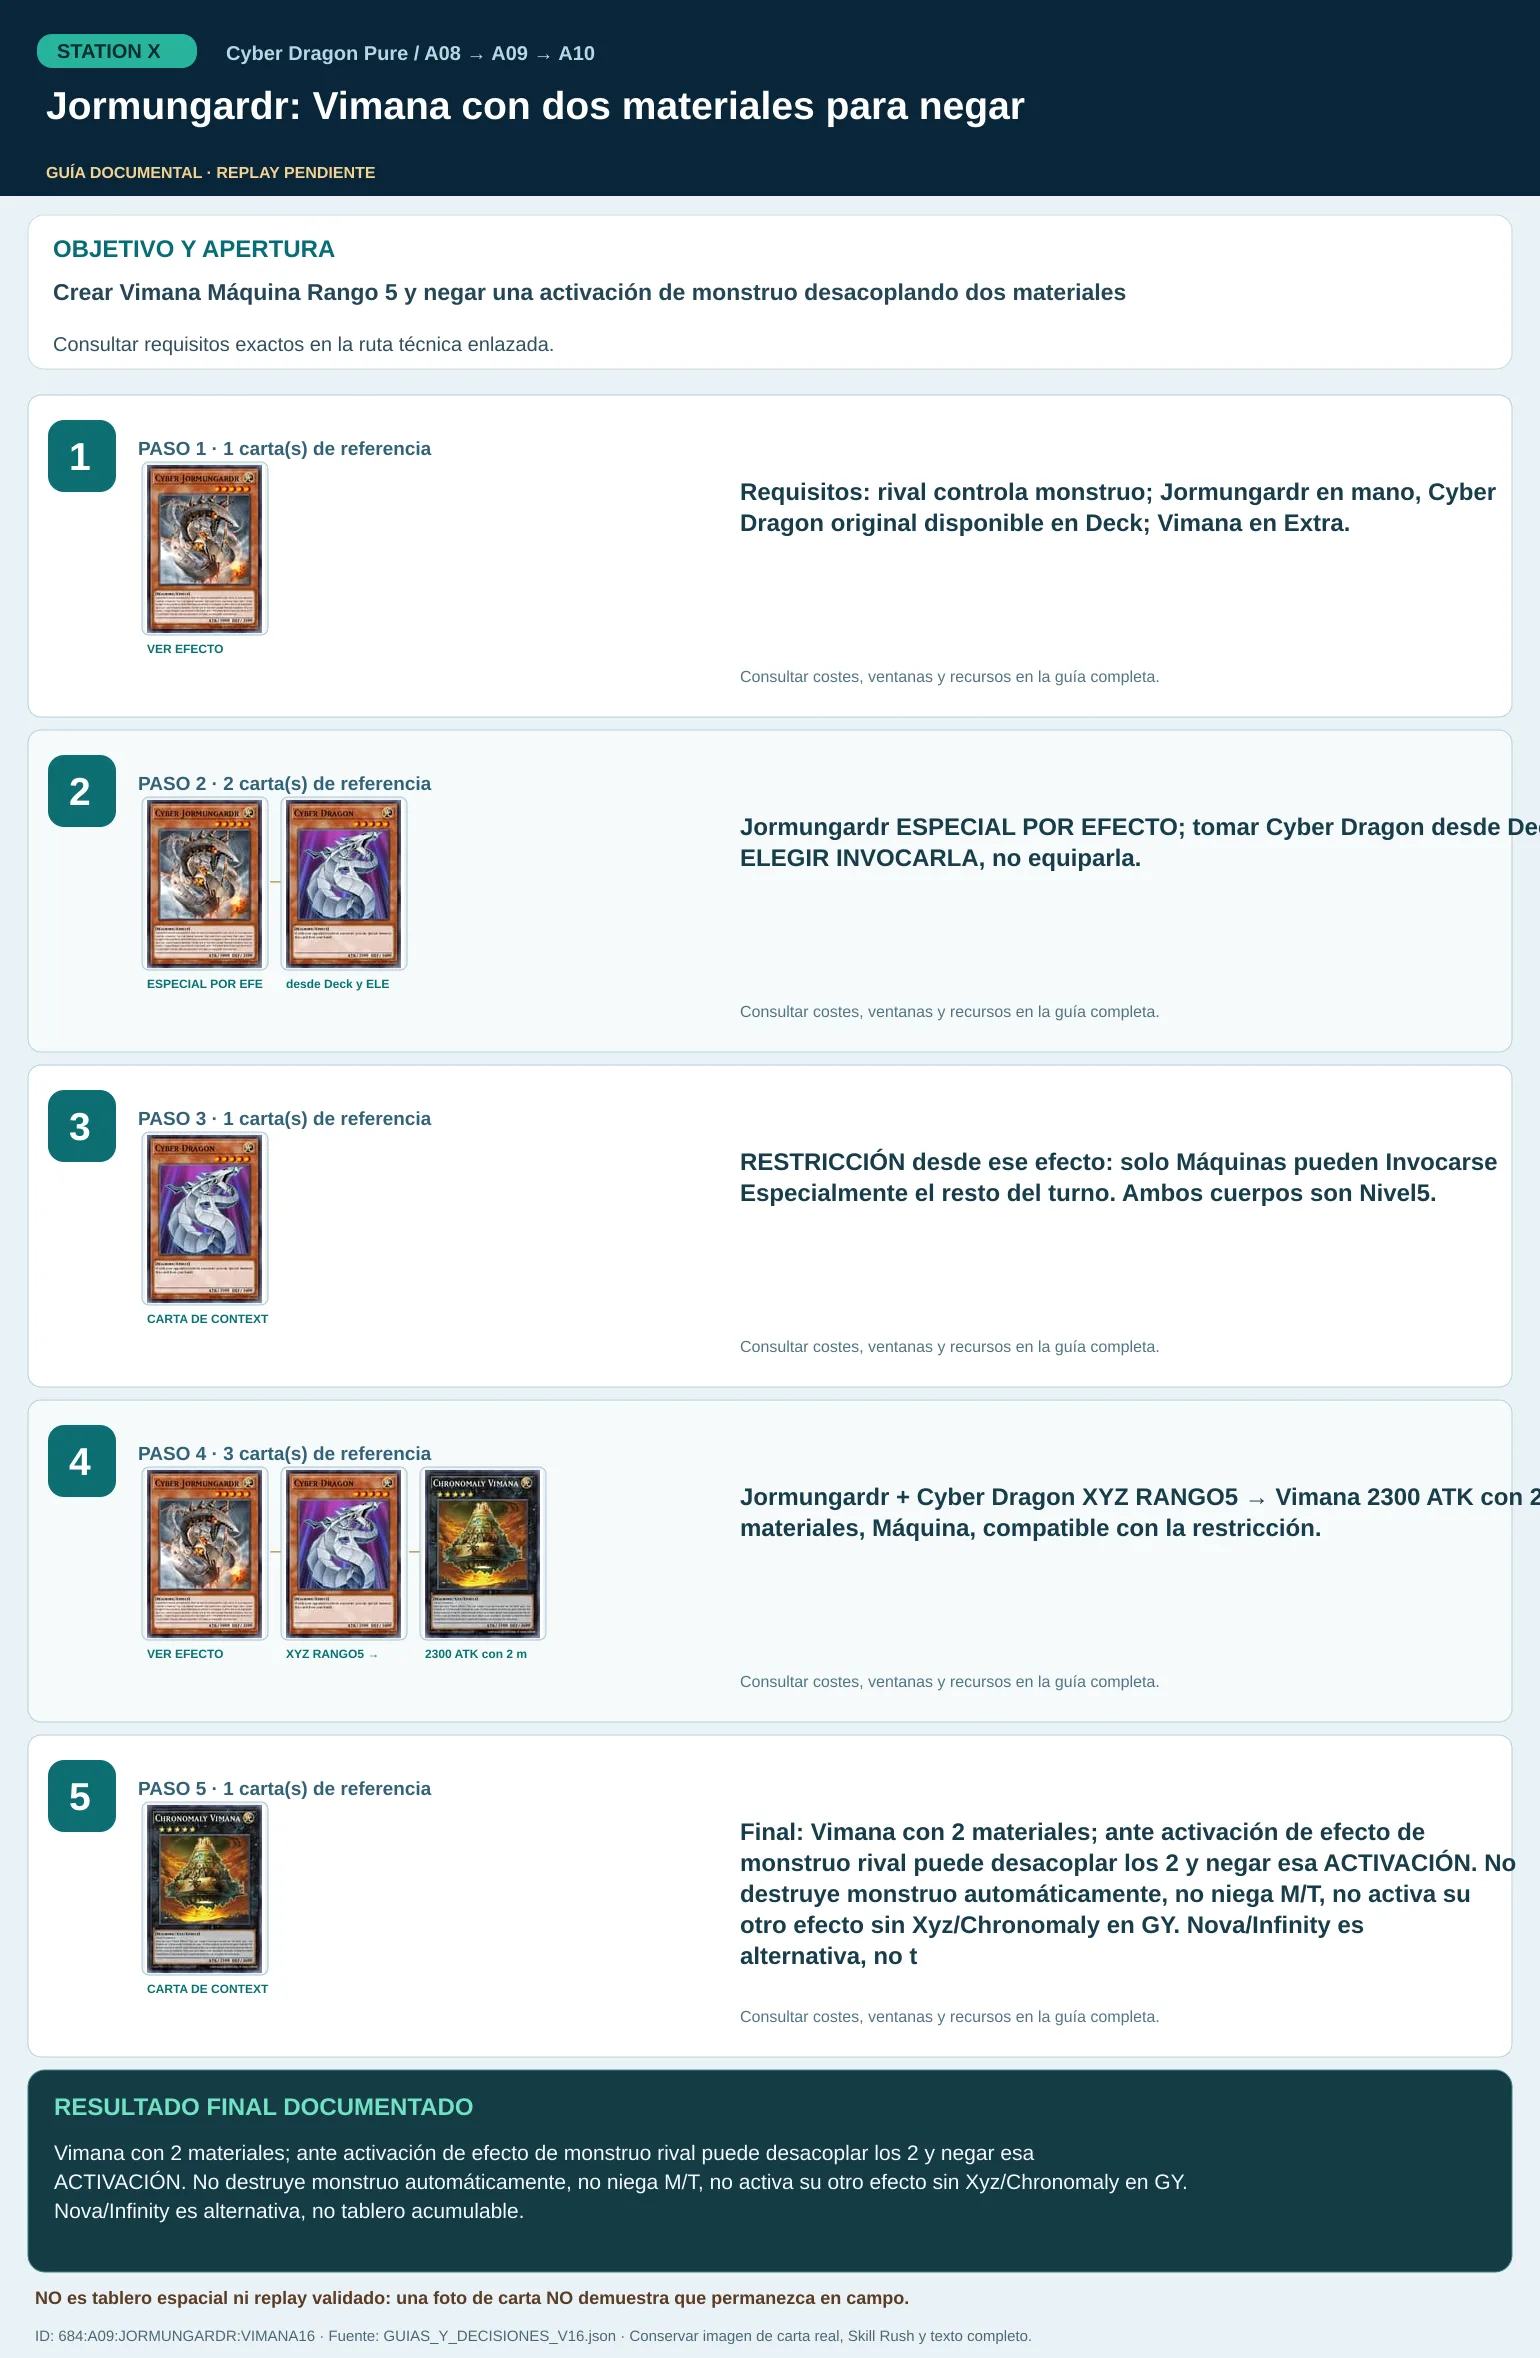 STATION X
Cyber Dragon Pure / A08 → A09 → A10
Jormungardr: Vimana con dos materiales para negar
GUÍA DOCUMENTAL · REPLAY PENDIENTE
OBJETIVO Y APERTURA
Crear Vimana Máquina Rango 5 y negar una activación de monstruo desacoplando dos materiales
Consultar requisitos exactos en la ruta técnica enlazada.
1
PASO 1 · 1 carta(s) de referencia
CYBER JORMUNGARDR
VER EFECTO
Requisitos: rival controla monstruo; Jormungardr en mano, Cyber
Dragon original disponible en Deck; Vimana en Extra.
Consultar costes, ventanas y recursos en la guía completa.
2
PASO 2 · 2 carta(s) de referencia
CYBER JORMUNGARDR
CYBER DRAGON
ESPECIAL POR EFE
desde Deck y ELE
Jormungardr ESPECIAL POR EFECTO; tomar Cyber Dragon desde De
ELEGIR INVOCARLA, no equiparla.
Consultar costes, ventanas y recursos en la guía completa.
3
PASO 3 · 1 carta(s) de referencia
CYBER DRAGON
CARTA DE CONTEXT
RESTRICCIÓN desde ese efecto: solo Máquinas pueden Invocarse
Especialmente el resto del turno. Ambos cuerpos son Nivel5.
Consultar costes, ventanas y recursos en la guía completa.
4
PASO 4 · 3 carta(s) de referencia
CYBER JORMUNGARDR
CYBER DRAGON
CHRONOMALY VIMANA
VER EFECTO
XYZ RANGO5 →
2300 ATK con 2 m
Jormungardr + Cyber Dragon XYZ RANGO5 → Vimana 2300 ATK con 2
materiales, Máquina, compatible con la restricción.
Consultar costes, ventanas y recursos en la guía completa.
5
PASO 5 · 1 carta(s) de referencia
CHRONOMALY VIMANA
CARTA DE CONTEXT
Final: Vimana con 2 materiales; ante activación de efecto de
monstruo rival puede desacoplar los 2 y negar esa ACTIVACIÓN. No
destruye monstruo automáticamente, no niega M/T, no activa su
otro efecto sin Xyz/Chronomaly en GY. Nova/Infinity es
alternativa, no t
Consultar costes, ventanas y recursos en la guía completa.
RESULTADO FINAL DOCUMENTADO
Vimana con 2 materiales; ante activación de efecto de monstruo rival puede desacoplar los 2 y negar esa
ACTIVACIÓN. No destruye monstruo automáticamente, no niega M/T, no activa su otro efecto sin Xyz/Chronomaly en GY.
Nova/Infinity es alternativa, no tablero acumulable.
NO es tablero espacial ni replay validado: una foto de carta NO demuestra que permanezca en campo.
ID: 684:A09:JORMUNGARDR:VIMANA16 · Fuente: GUIAS_Y_DECISIONES_V16.json · Conservar imagen de carta real, Skill Rush y texto completo.